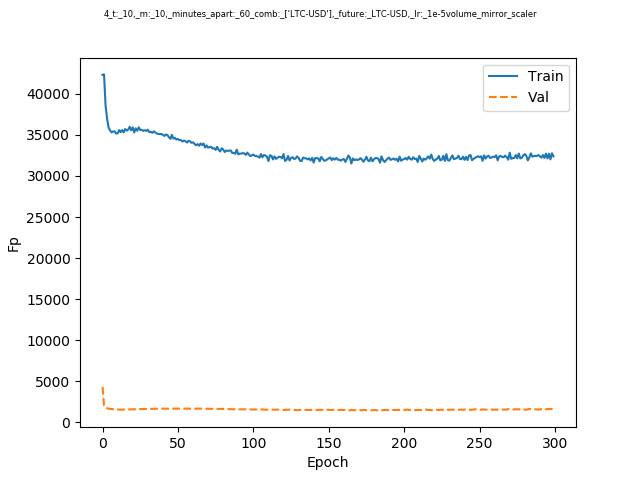 4_t:_10,_m:_10,_minutes_apart:_60_comb:_['LTC-USD'],_future:_LTC-USD,_lr:_1e-5volume_mirror_scaler
Train
Val
40000
35000
30000
25000
20000
15000
10000
5000
0
Fp
0 50 100 150 200 250 300
Epoch